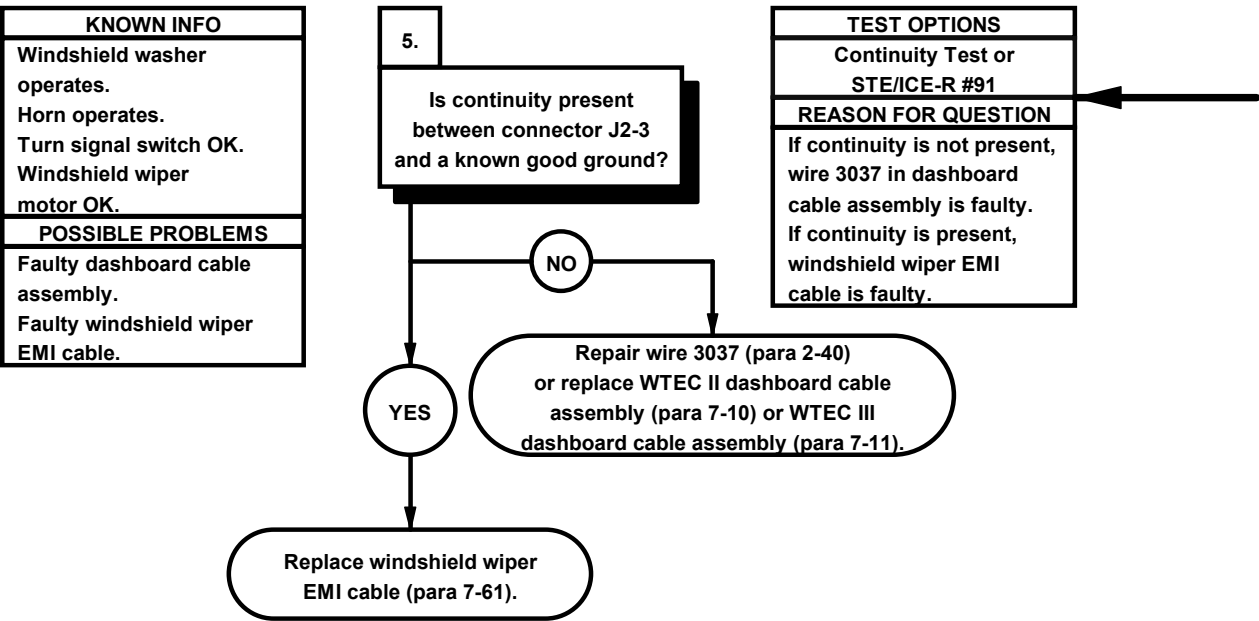 KNOWN INFO
Windshield washer
operates.
Horn operates.
Turn signal switch OK.
Windshield wiper
motor OK.
POSSIBLE PROBLEMS
Faulty dashboard cable
assembly.
Faulty windshield wiper
EMI cable.
5.
Is continuity present
between connector J2-3
and a known good ground?
TEST OPTIONS
Continuity Test or
STE/ICE-R #91
REASON FOR QUESTION
If continuity is not present,
wire 3037 in dashboard
cable assembly is faulty.
If continuity is present,
windshield wiper EMI
cable is faulty.
NO
Repair wire 3037 (para 2-40)
or replace WTEC II dashboard cable
assembly (para 7-10) or WTEC III
dashboard cable assembly (para 7-11).
YES
Replace windshield wiper
EMI cable (para 7-61).